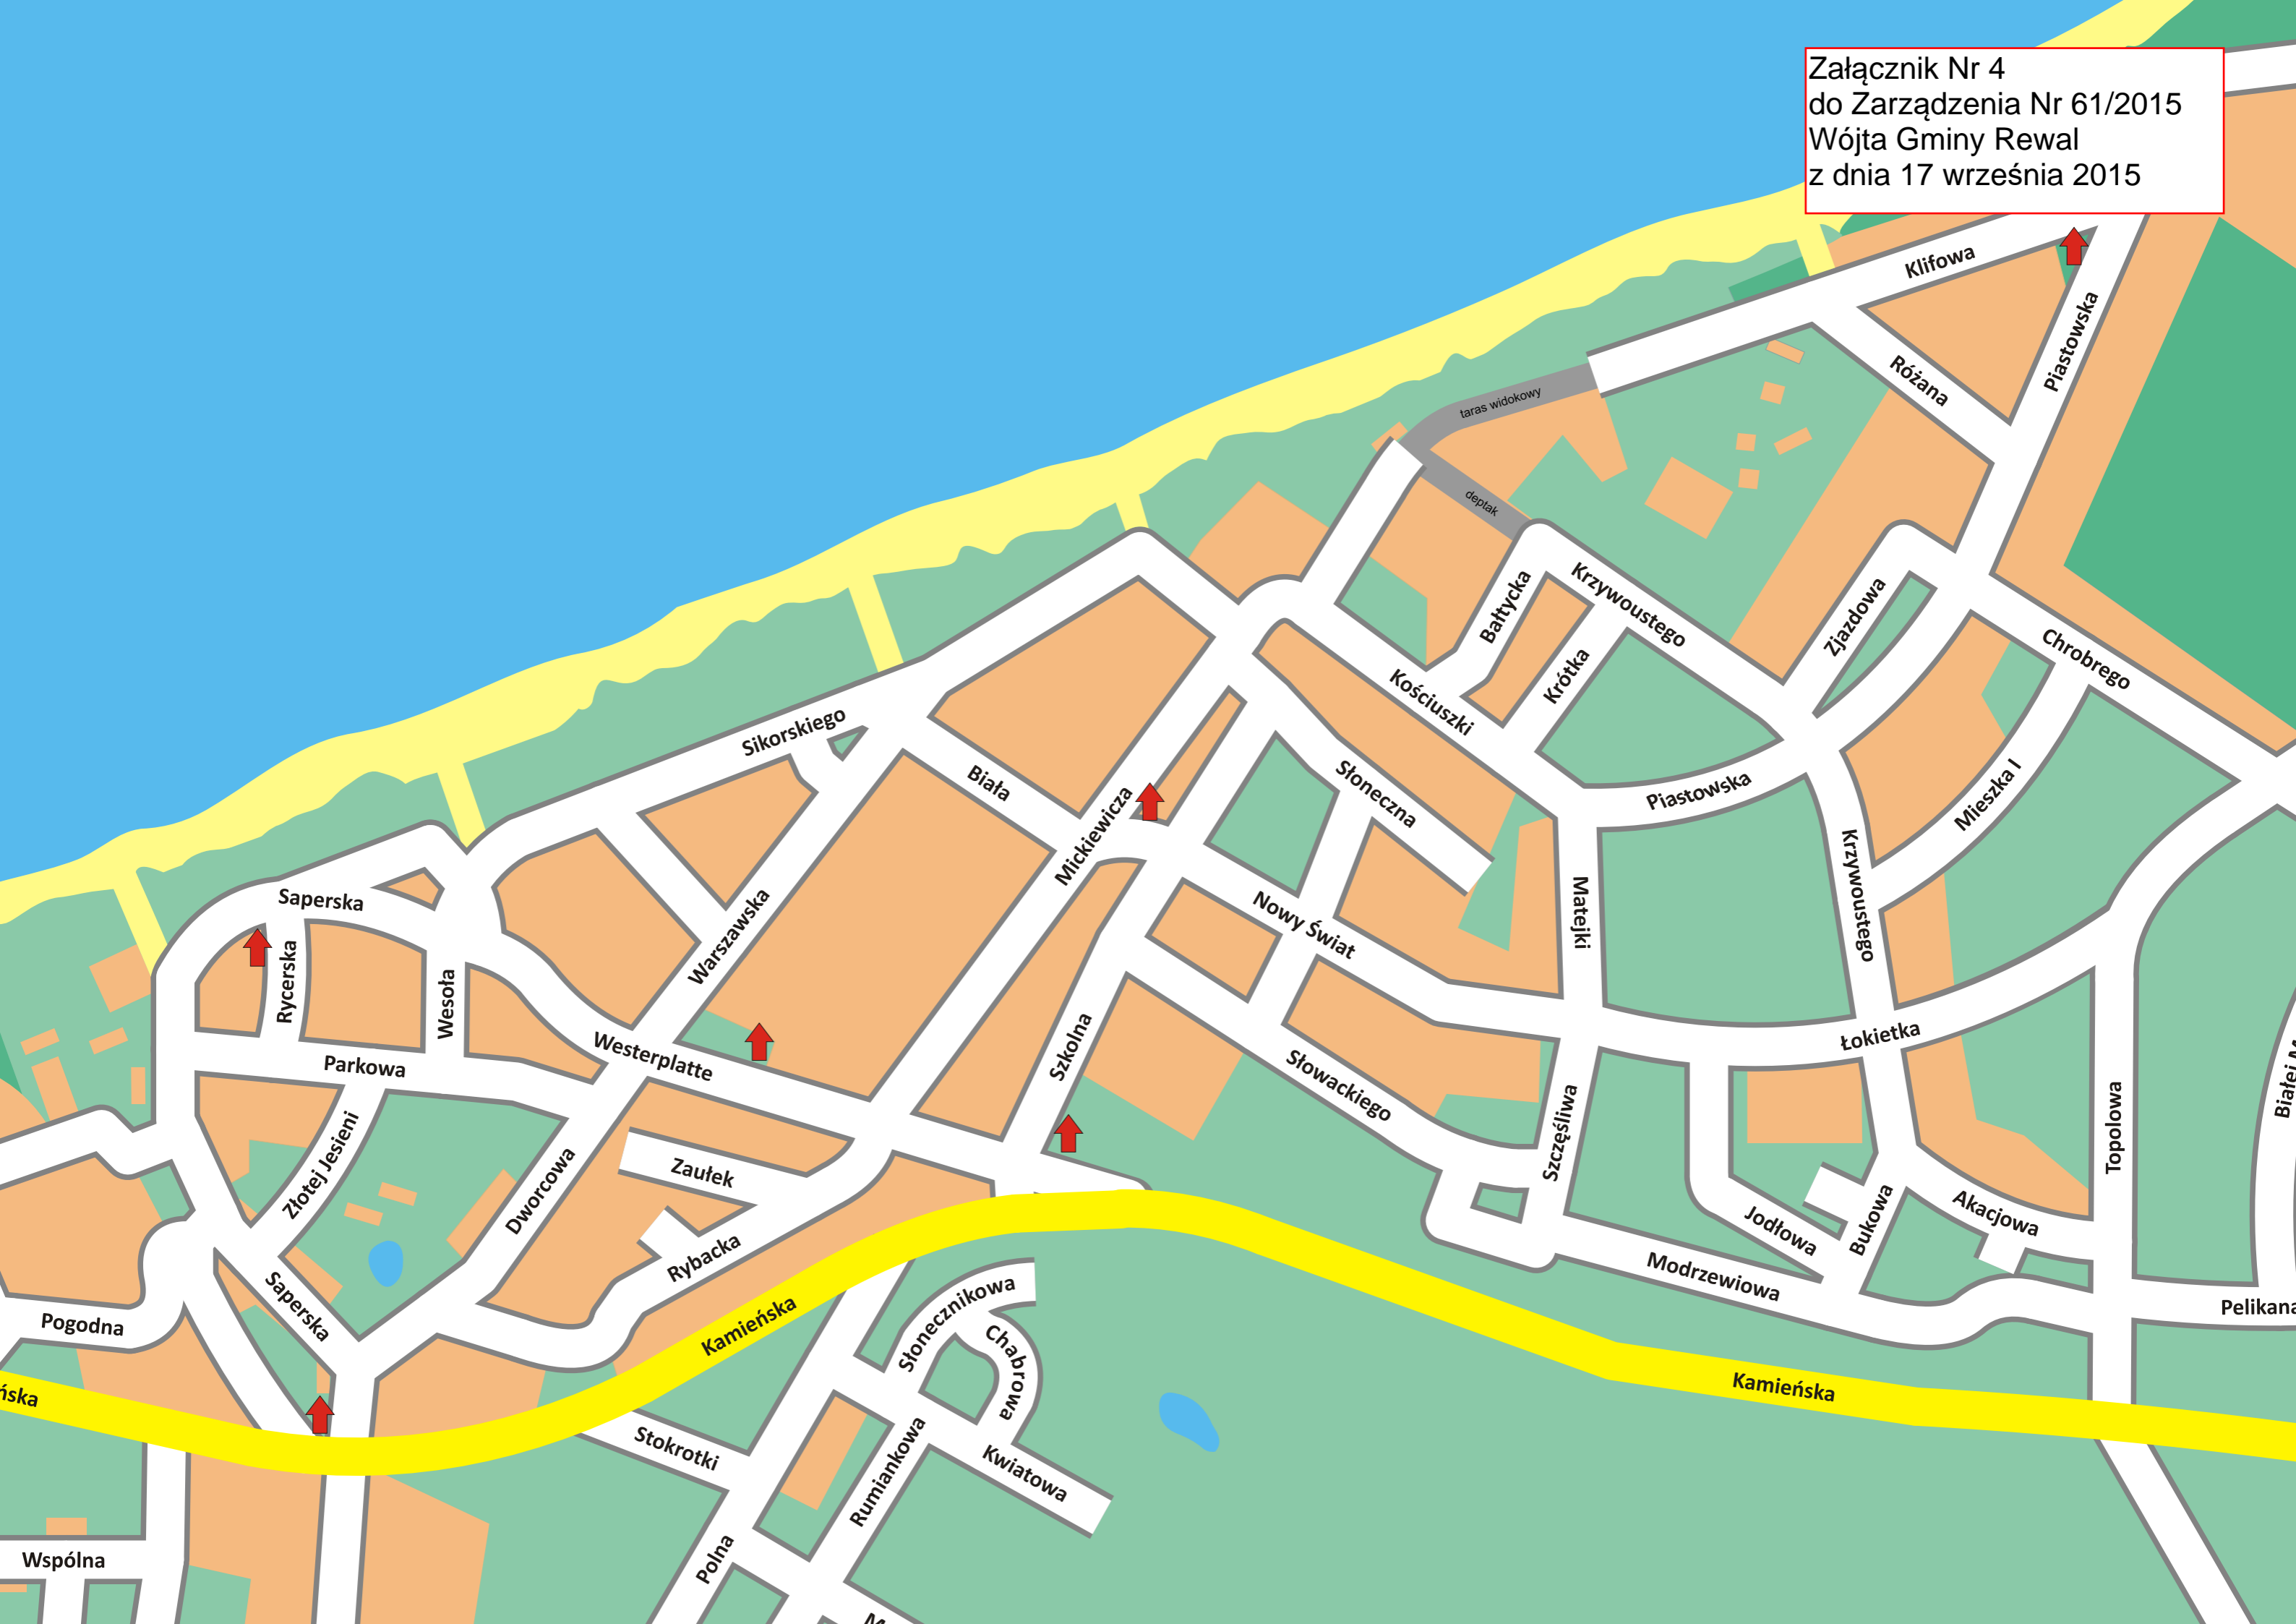 Załącznik Nr 4
do Zarządzenia Nr 61/2015
Wójta Gminy Rewal
z dnia 17 września 2015
Klifowa
Piastowska
Różana
taras widokowy
deptak
Krzywoustego
Bałtycka
Zjazdowa
Chrobrego
Krótka
Kościuszki
Sikorskiego
Biała
Mickiewicza
Słoneczna
Piastowska
Mieszka I
Saperska
Rycerska
Wesoła
Warszawska
Nowy Świat
Matejki
Krzywoustego
Łokietka
Parkowa
Westerplatte
Szkolna
Słowackiego
Szczęśliwa
Topolowa
Złotej Jesieni
Dworcowa
Zaułek
Rybacka
Akacjowa
Jodłowa
Bukowa
Modrzewiowa
Pelikana
Saperska
Pogodna
Kamieńska
Słonecznikowa
Chabrowa
Kamieńska
ńska
Stokrotki
Rumiankowa
Kwiatowa
Polna
Wspólna
Białej M